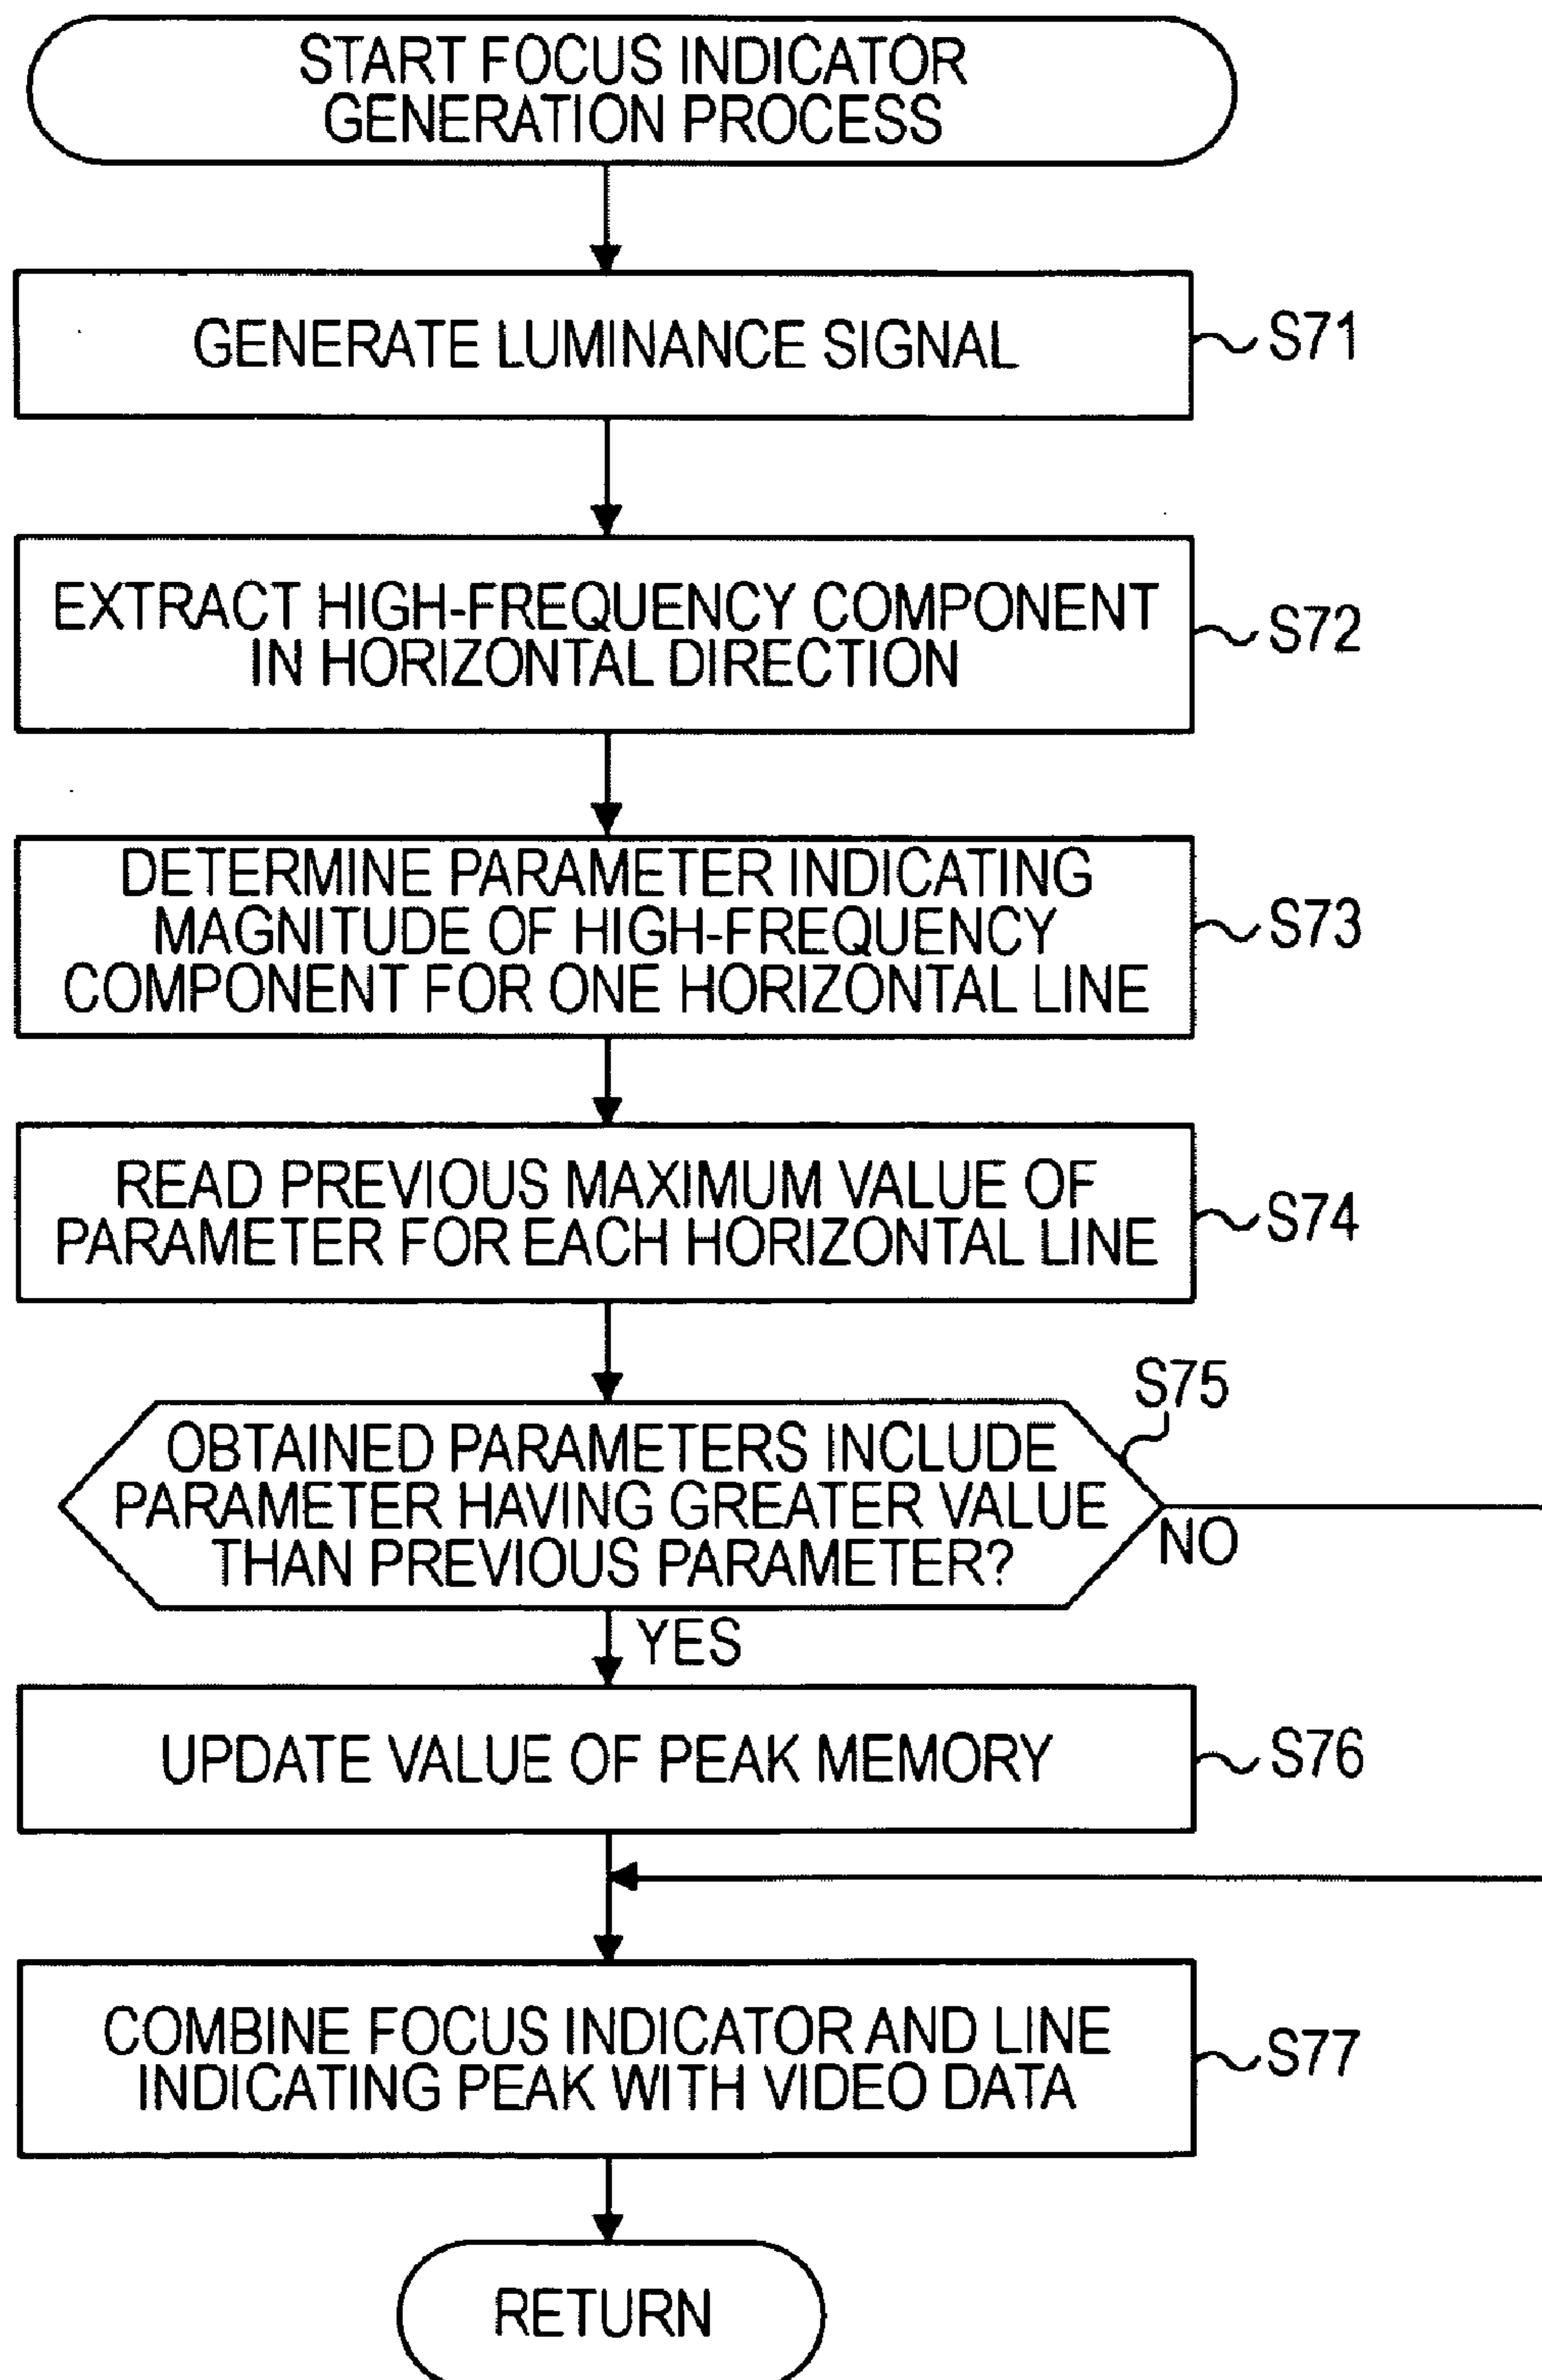 START FOCUS INDICATOR
GENERATION PROCESS
GENERATE LUMINANCE SIGNAL
S71
EXTRACT HIGH-FREQUENCY COMPONENT
IN HORIZONTAL DIRECTION
S72
DETERMINE PARAMETER INDICATING
MAGNITUDE OF HIGH-FREQUENCY
COMPONENT FOR ONE HORIZONTAL LINE
S73
READ PREVIOUS MAXIMUM VALUE OF
PARAMETER FOR EACH HORIZONTAL LINE
S74
S75
OBTAINED PARAMETERS INCLUDE
PARAMETER HAVING GREATER VALUE
THAN PREVIOUS PARAMETER?
NO
YES
UPDATE VALUE OF PEAK MEMORY
S76
COMBINE FOCUS INDICATOR AND LINE
INDICATING PEAK WITH VIDEO DATA
S77
RETURN